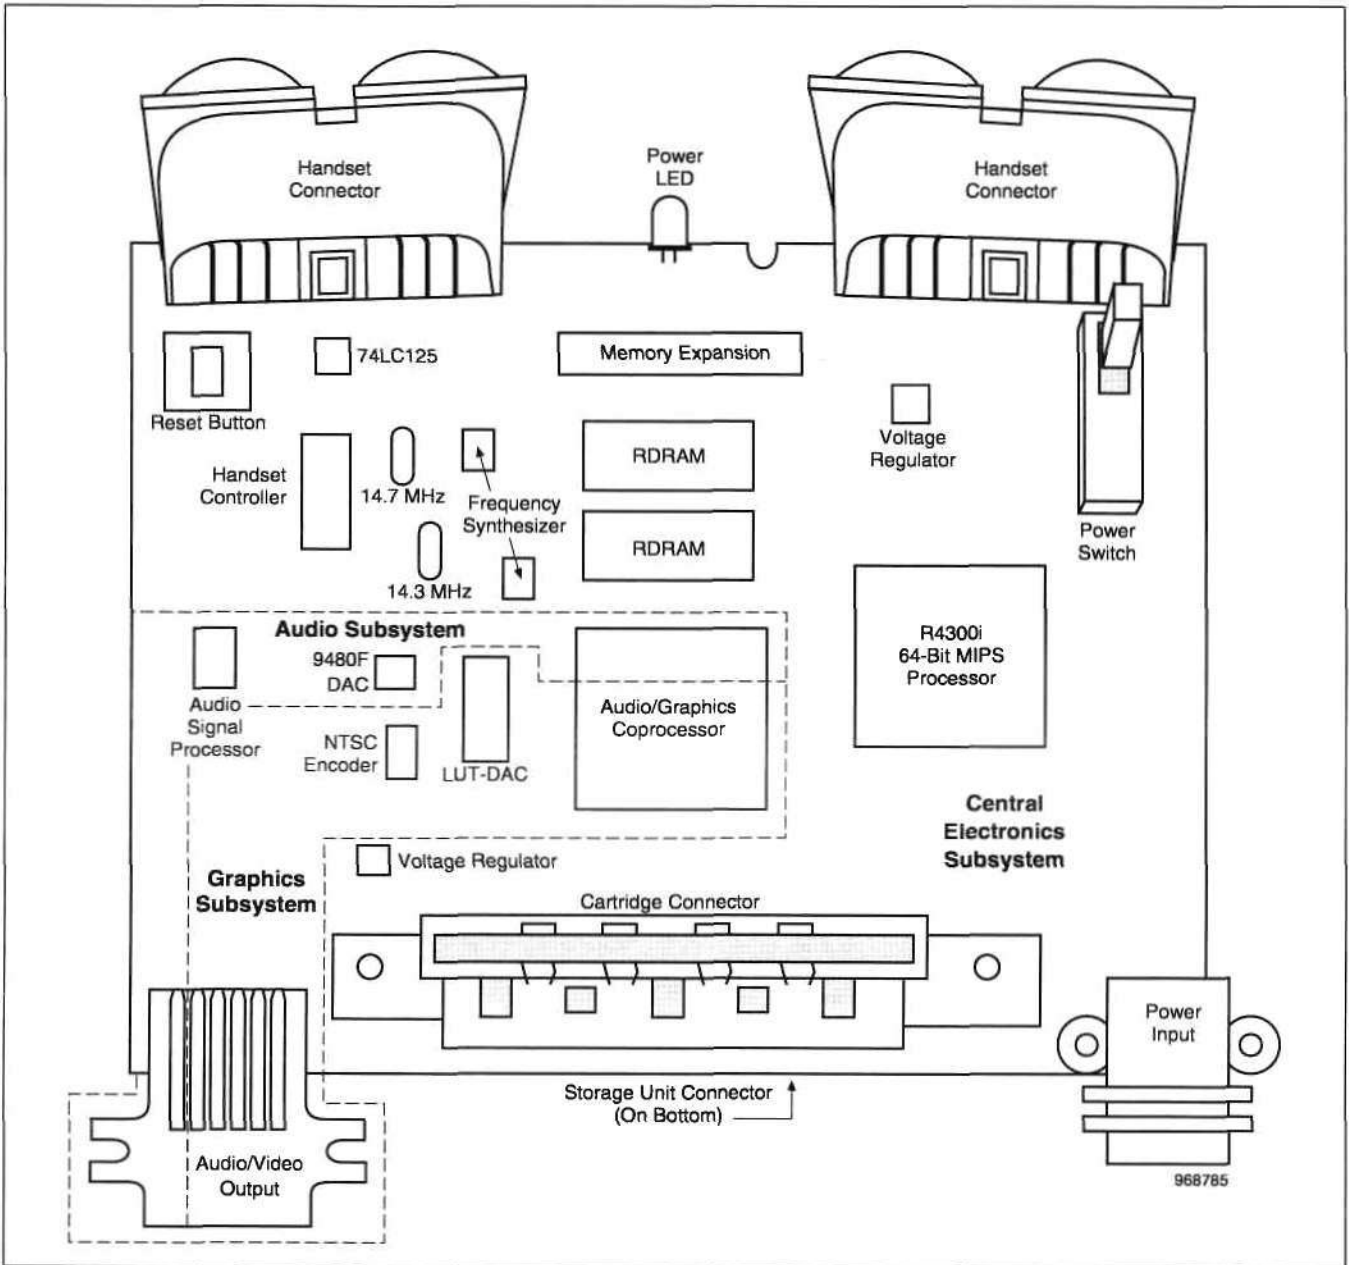 Handset
Connector
Power
LED
Handset
Connector
74LC125
Memory Expansion
Reset Button
Voltage
Regulator
Handset
Controller
14.7 MHz
RDRAM
Frequency
Synthesizer
Power
Switch
RDRAM
14.3 MHz
Audio Subsystem
9480F
DAC
R4300i
64-Bit MIPS
Processor
Audio
Signal
Processor
Audio/Graphics
Coprocessor
NTSC
Encoder
LUT-DAC
Central
Electronics
Subsystem
Voltage Regulator
Graphics
Subsystem
Cartridge Connector
Power
Input
Storage Unit Connector
(On Bottom)
Audio/Video
Output
968785